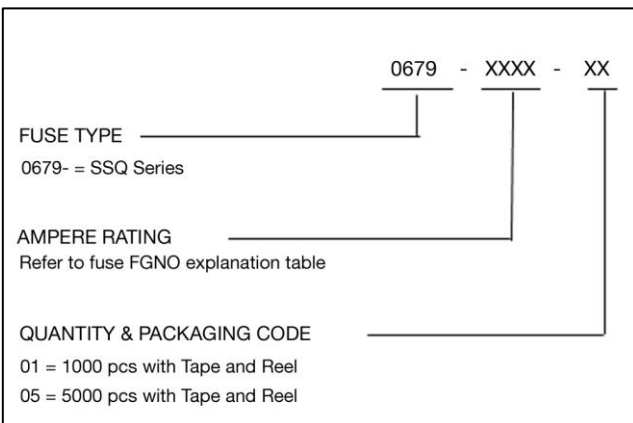 0679 - XXXX - XX
FUSE TYPE
0679- = SSQ Series
AMPERE RATING
Refer to fuse FGNO explanation table
QUANTITY & PACKAGING CODE
01 = 1000 pcs with Tape and Reel
05 = 5000 pcs with Tape and Reel